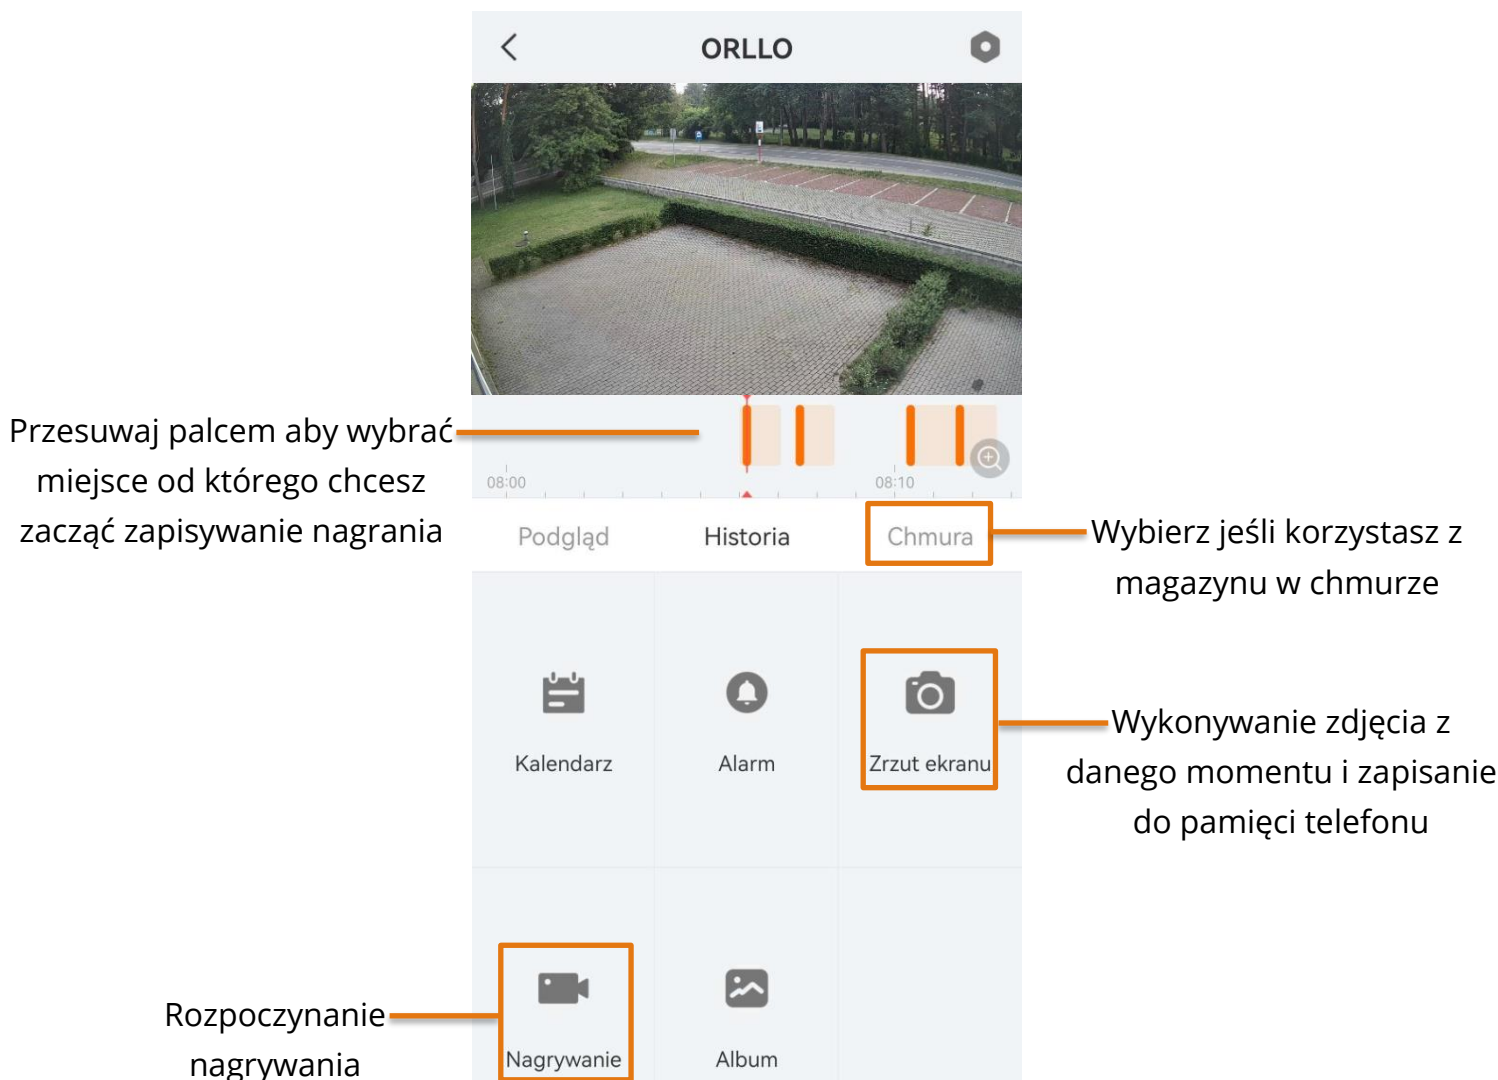 ORLLO
Przesuwaj palcem aby wybrać
miejsce od którego chcesz
zacząć zapisywanie nagrania
08:00
08:10
Podgląd
Historia
Chmura
Wybierz jeśli korzystasz z
magazynu w chmurze
Kalendarz
Alarm
Zrzut ekranu
Wykonywanie zdjęcia z
danego momentu i zapisanie
do pamięci telefonu
Rozpoczynanie
nagrywania
Nagrywanie
Album